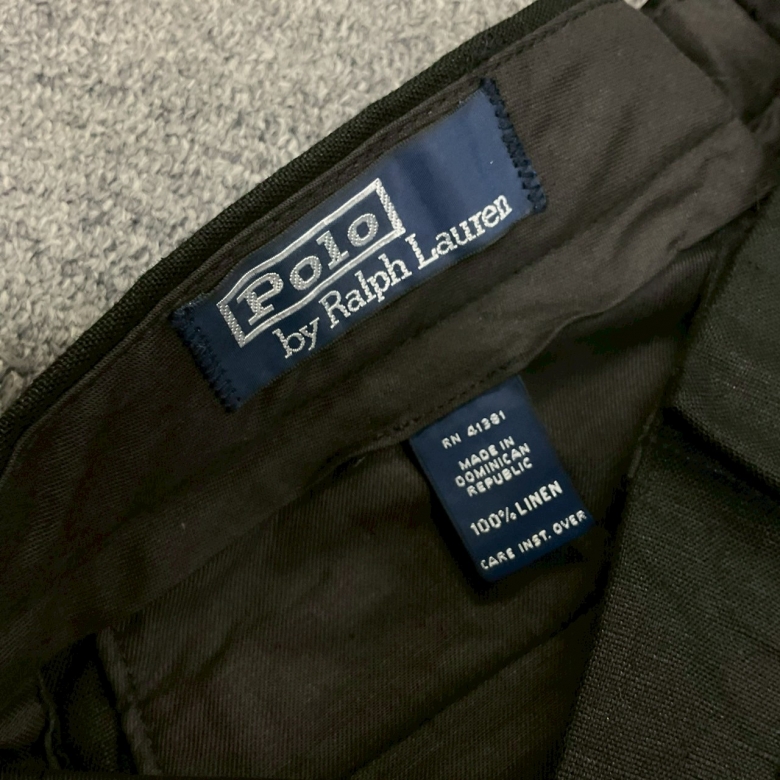 Polo
by Ralph Lauren
RN 41381
MADE IN
DOMINICAN
REPUBLIC
100% LINEN
CARE INST. OVER